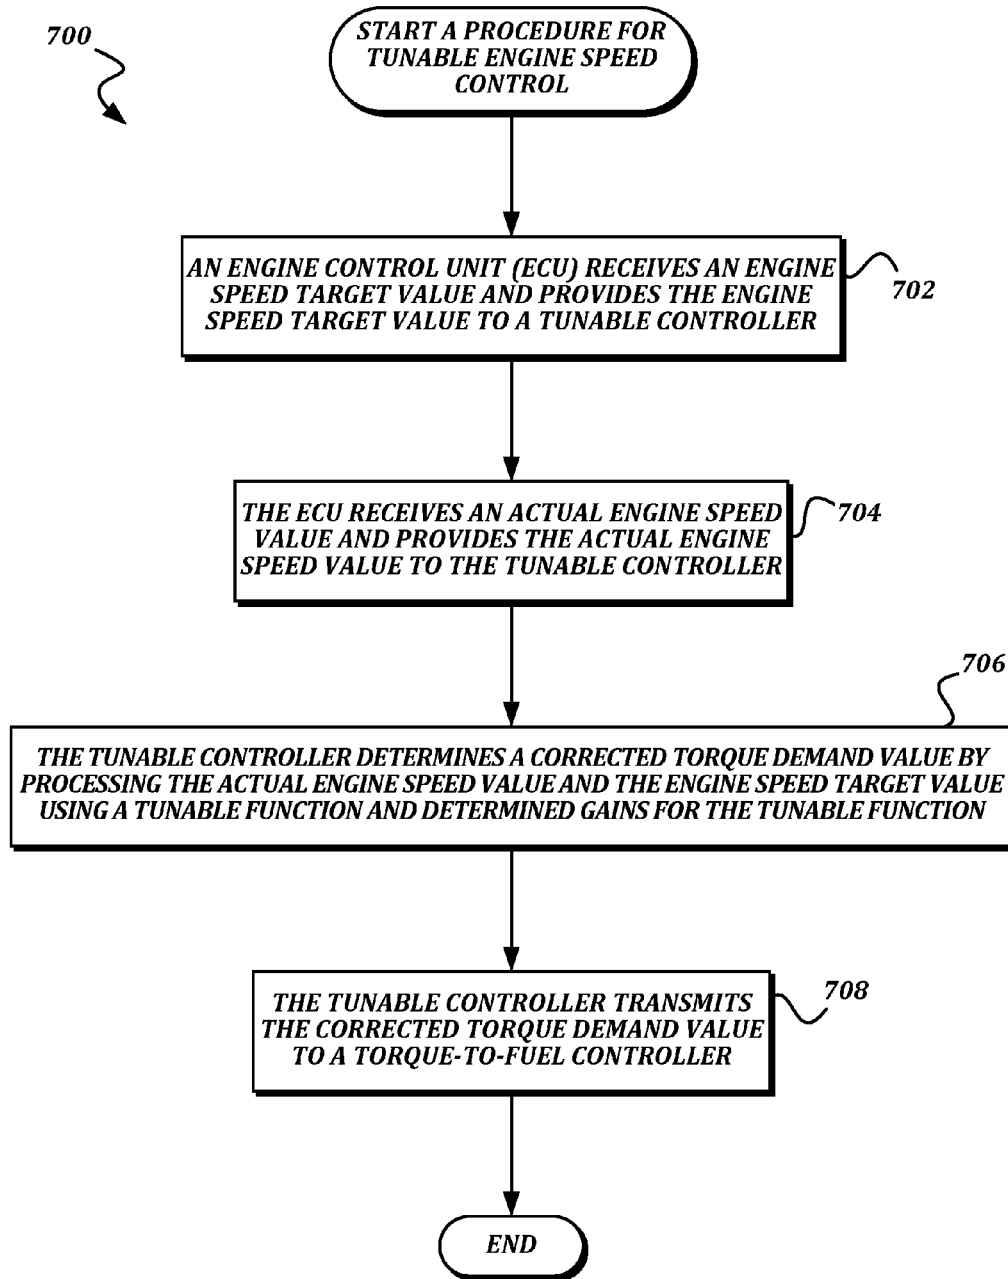 700
START A PROCEDURE FOR
TUNABLE ENGINE SPEED
CONTROL
AN ENGINE CONTROL UNIT (ECU) RECEIVES AN ENGINE
SPEED TARGET VALUE AND PROVIDES THE ENGINE
SPEED TARGET VALUE TO A TUNABLE CONTROLLER
702
THE ECU RECEIVES AN ACTUAL ENGINE SPEED
VALUE AND PROVIDES THE ACTUAL ENGINE
SPEED VALUE TO THE TUNABLE CONTROLLER
704
706
THE TUNABLE CONTROLLER DETERMINES A CORRECTED TORQUE DEMAND VALUE BY
PROCESSING THE ACTUAL ENGINE SPEED VALUE AND THE ENGINE SPEED TARGET VALUE
USING A TUNABLE FUNCTION AND DETERMINED GAINS FOR THE TUNABLE FUNCTION
THE TUNABLE CONTROLLER TRANSMITS
THE CORRECTED TORQUE DEMAND VALUE
TO A TORQUE-TO-FUEL CONTROLLER
708
END